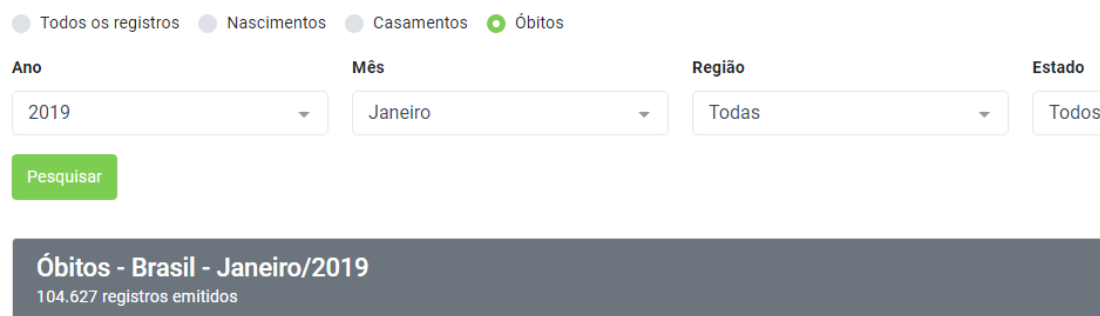 Todos os registros Nascimentos Casamentos Óbitos
Ano Mês Região Estado
2019 Janeiro Todas Todos
Pesquisar
Óbitos - Brasil - Janeiro/2019
104.627 registros emitidos